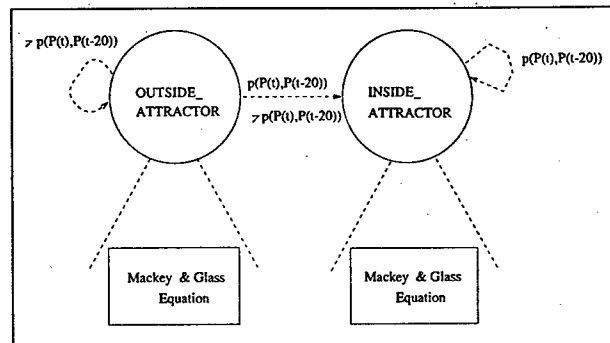 ¬ p(P(t),P(t-20))
OUTSIDE_
ATTRACTOR
p(P(t),P(t-20))
¬ p(P(t),P(t-20))
INSIDE_
ATTRACTOR
p(P(t),P(t-20))
Mackey & Glass
Equation
Mackey & Glass
Equation